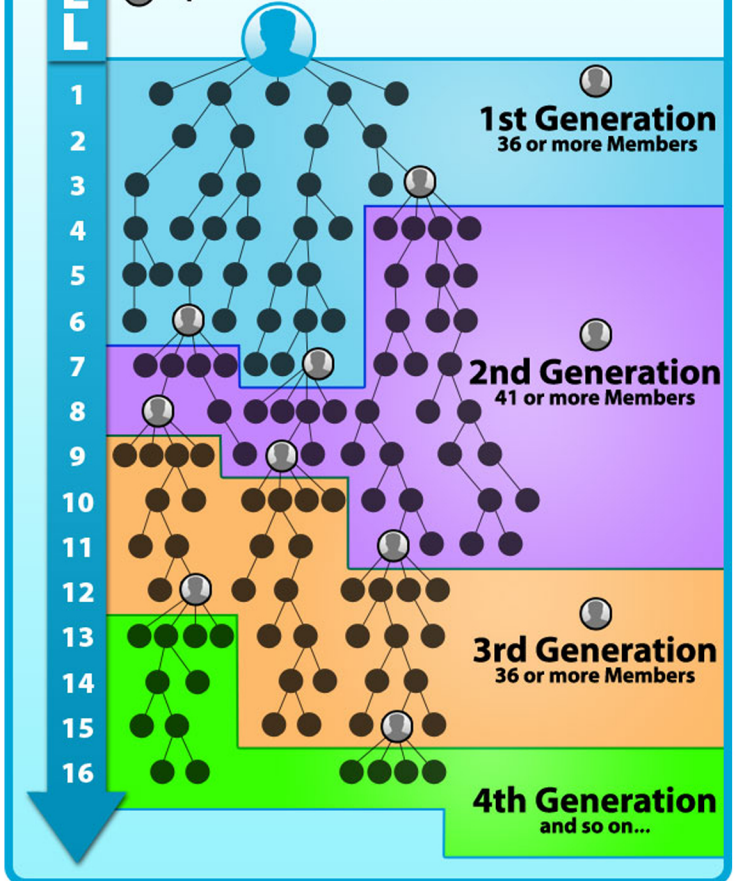 L
1
1st Generation
36 or more Members
2
3
4
5
6
7
2nd Generation
41 or more Members
8
9
10
11
12
13
3rd Generation
36 or more Members
14
15
16
4th Generation
and so on...